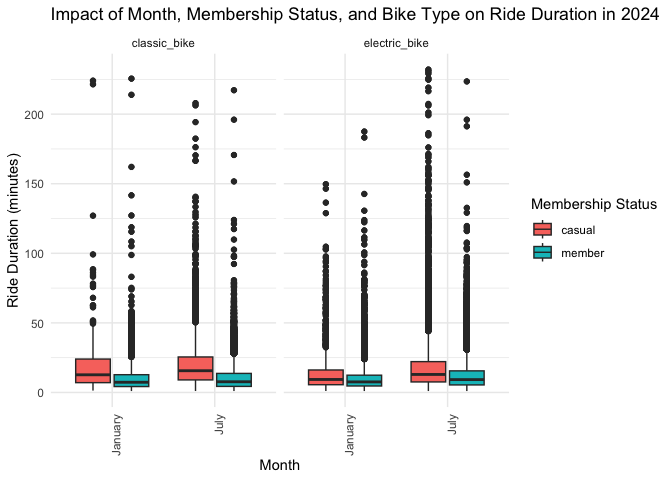 Impact of Month, Membership Status, and Bike Type on Ride Duration in 2024
classic_bike
electric_bike
200
150
100
50
0
Ride Duration (minutes)
January
July
January
July
Month
Membership Status
casual
member